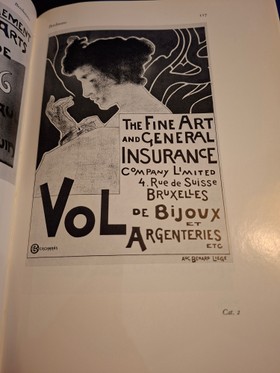 117
THE FINE ART
AND GENERAL
INSURANCE
COMPANY LIMITED
4. RUE DE SUISSE
BRUXELLES
VOL
DE BIJOUX
ET
ARGENTERIES
ETC
Cat. 2